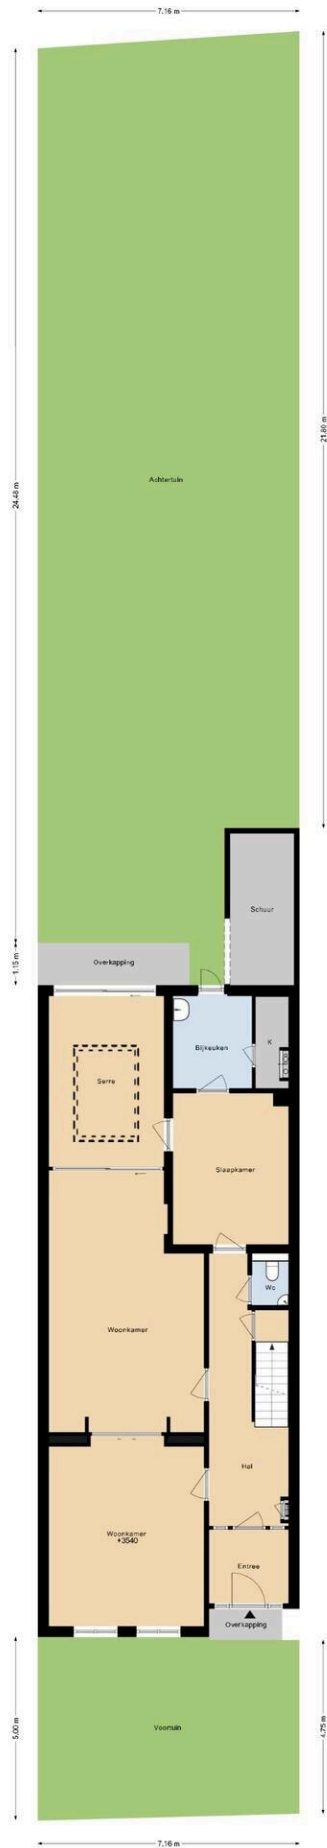 7.16 m
24.48 m
21.80 m
Achtertuin
Schuur
1.15 m
Overkapping
Bijkeuken
K
Serre
Slaapkamer
Wc
Woonkamer
Hal
Woonkamer
+3540
Entree
Overkapping
5.00 m
Voortuin
4.75 m
7.16 m